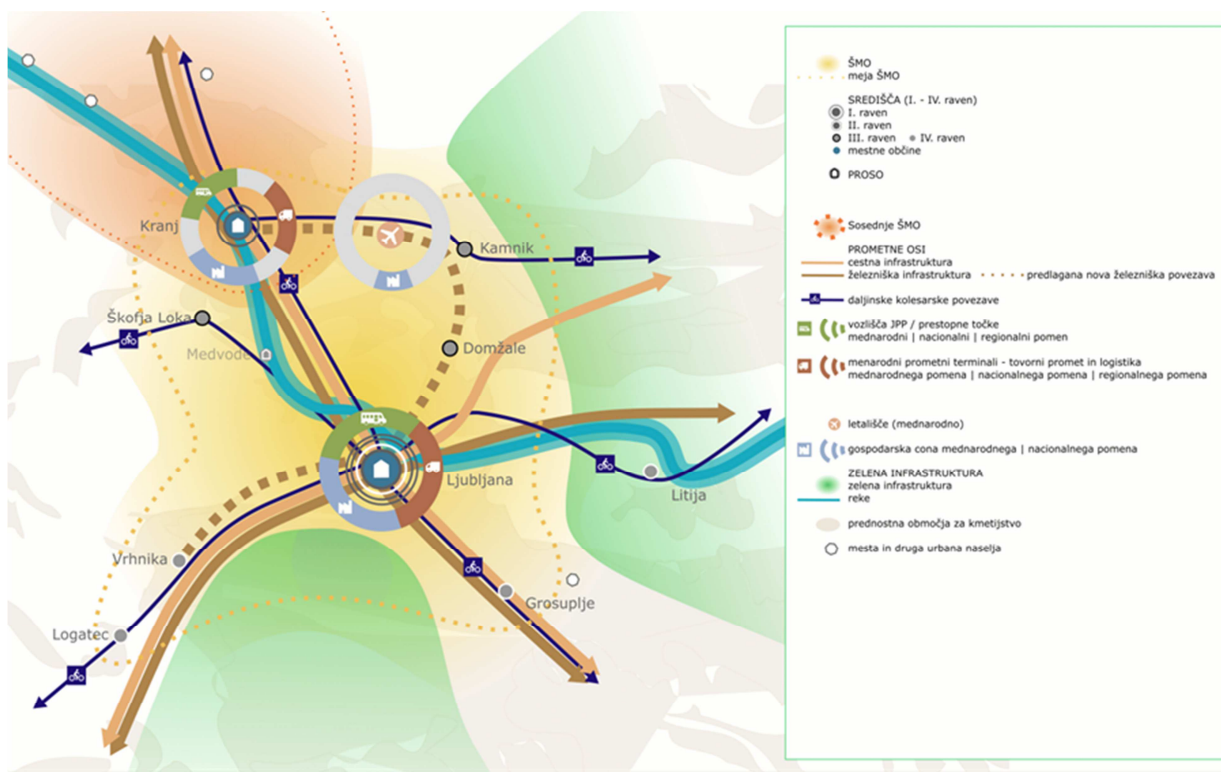 Kranj
Kamnik
Škofja Loka
Medvode
Domžale
Ljubljana
Litija
Vrhnika
Grosuplje
Logatec
ŠMO
meja ŠMO
SREDIŠČA (I. - IV. raven)
I. raven
II. raven
III. raven IV. raven
mestne občine
PROSO
Sosednje ŠMO
PROMETNE OSI
cestna infrastruktura
železniška infrastruktura predlagana nova železniška povezava
daljinske kolesarske povezave
vozlišča JPP / prestopne točke
mednarodni | nacionalni | regionalni pomen
menarodni prometni terminali - tovorni promet in logistika
mednarodnega pomena | nacionalnega pomena | regionalnega pomena
letališče (mednarodno)
gospodarska cona mednarodnega | nacionalnega pomena
ZELENA INFRASTRUKTURA
zelena infrastruktura
reke
prednostna območja za kmetijstvo
mesta in druga urbana naselja